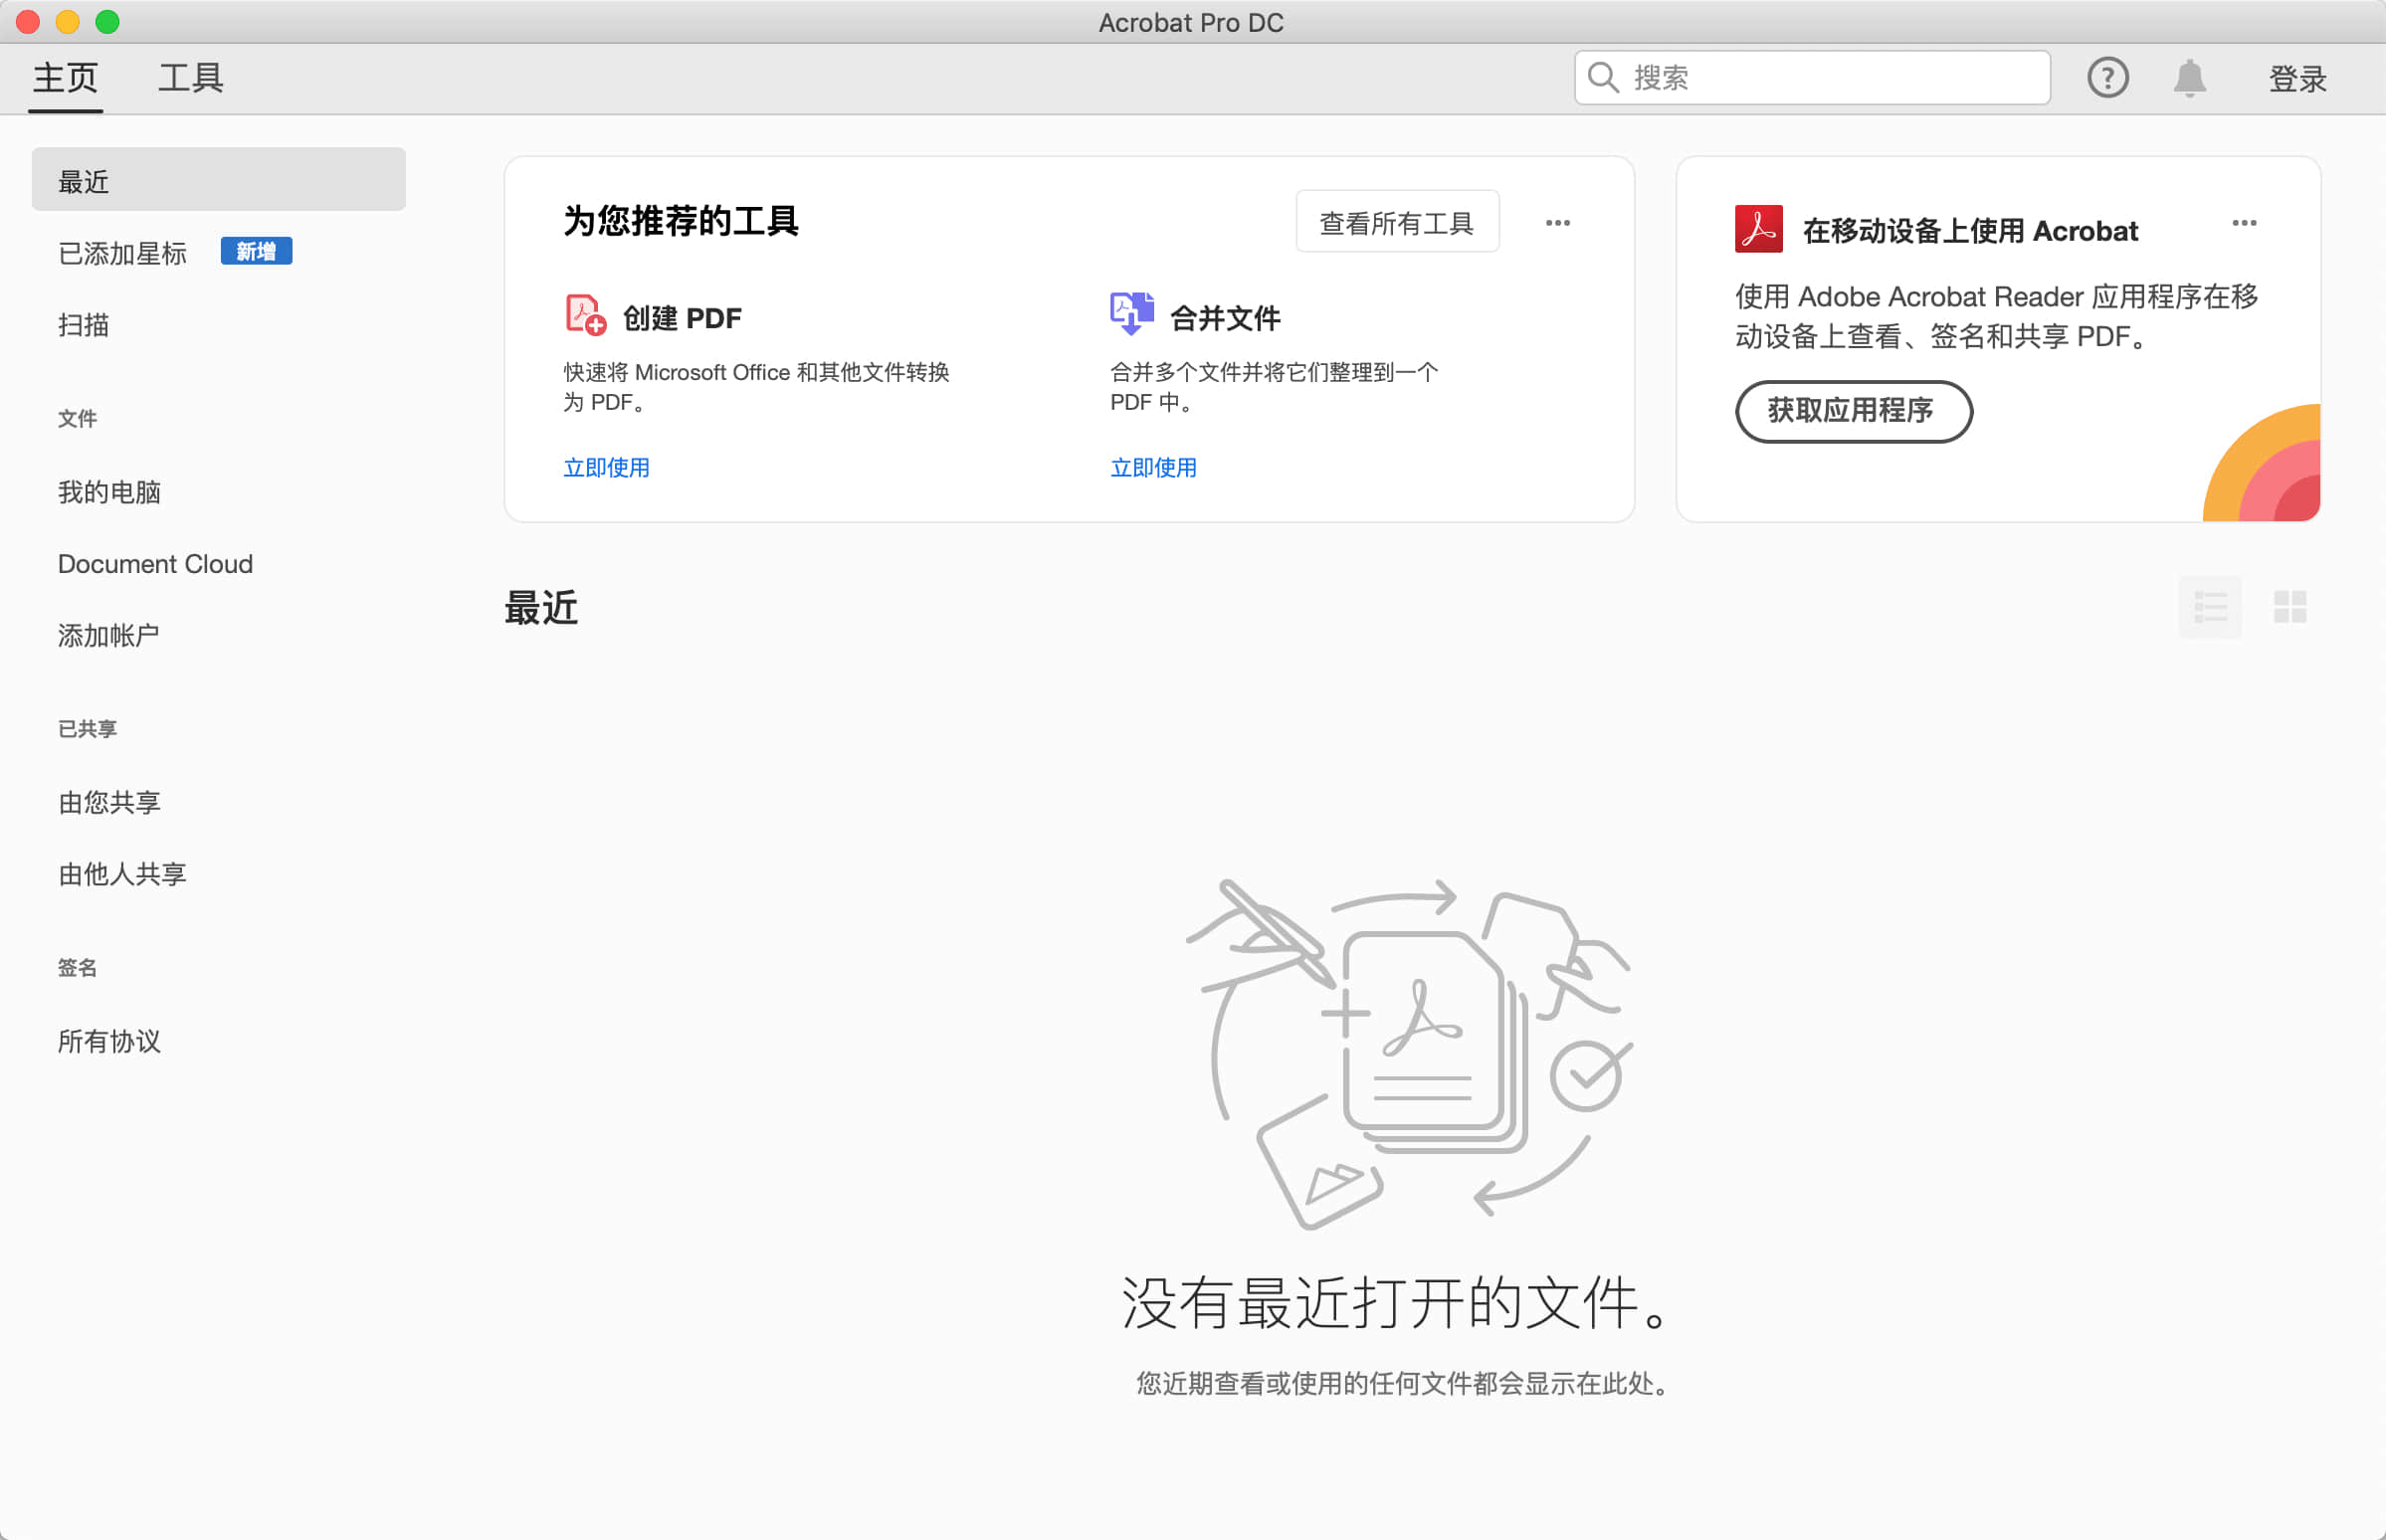 Acrobat Pro DC
主页
工具
搜索
登录
最近
已添加星标 新增
扫描
文件
我的电脑
Document Cloud
添加帐户
已共享
由您共享
由他人共享
签名
所有协议
为您推荐的工具
查看所有工具
创建 PDF
快速将 Microsoft Office 和其他文件转换
为 PDF。
立即使用
合并文件
合并多个文件并将它们整理到一个
PDF 中。
立即使用
在移动设备上使用 Acrobat
使用 Adobe Acrobat Reader 应用程序在移
动设备上查看、签名和共享 PDF。
获取应用程序
最近
没有最近打开的文件。
您近期查看或使用的任何文件都会显示在此处。